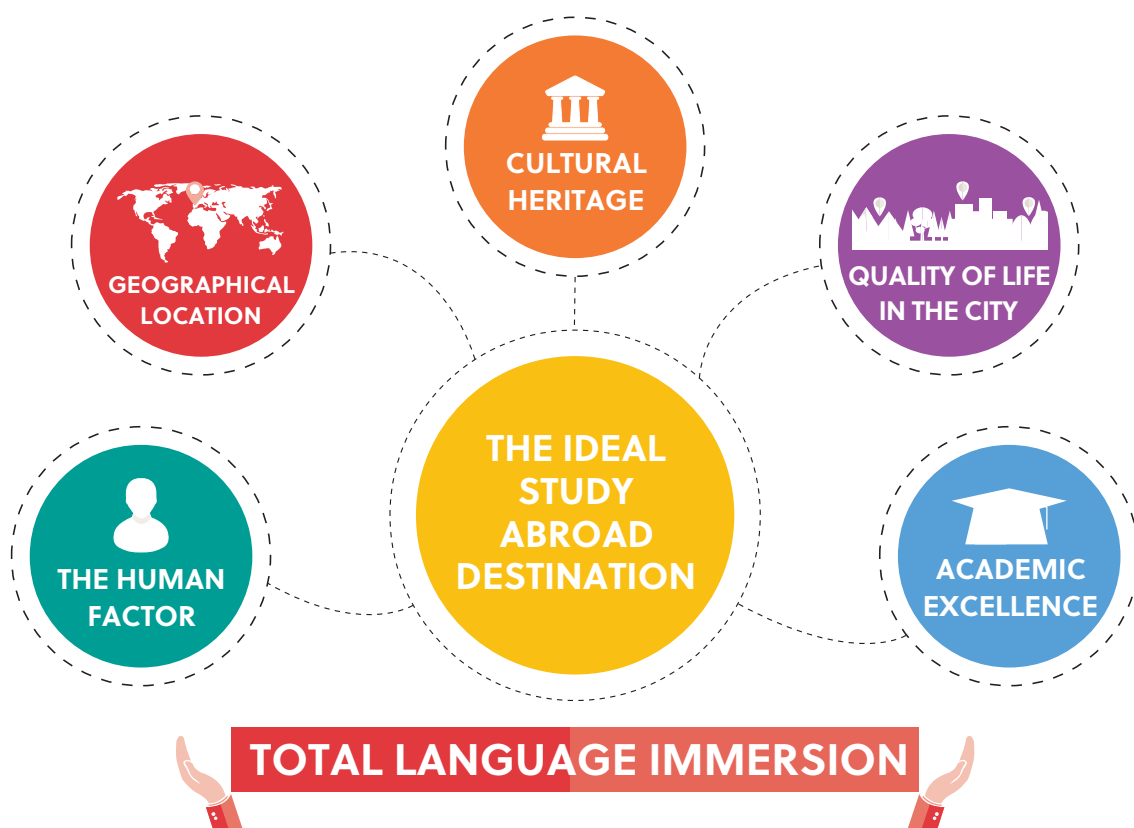 CULTURAL
HERITAGE
GEOGRAPHICAL
LOCATION
QUALITY OF LIFE
IN THE CITY
THE IDEAL
STUDY
ABROAD
DESTINATION
THE HUMAN
FACTOR
ACADEMIC
EXCELLENCE
TOTAL LANGUAGE IMMERSION